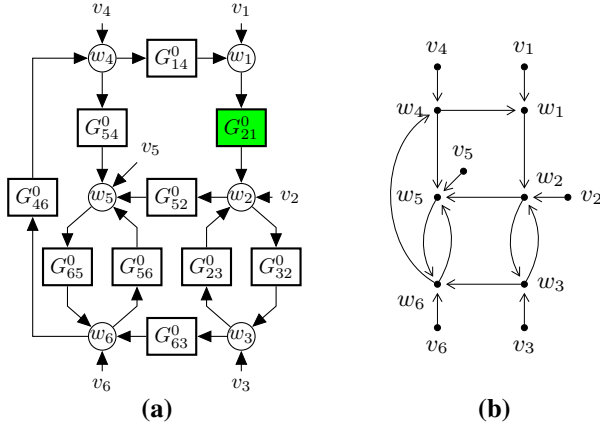 v₄ v₁ v₄ v₁
w₄ G⁰₁₄ w₁
w₄ w₁
G⁰₅₄ G⁰₂₁
v₅ v₅
G⁰₄₆ w₅ G⁰₅₂ w₂ v₂
w₅ w₂ v₂
G⁰₆₅ G⁰₅₆ G⁰₂₃ G⁰₃₂
w₆ G⁰₆₃ w₃
w₆ w₃
v₆ v₃ v₆ v₃
(a) (b)